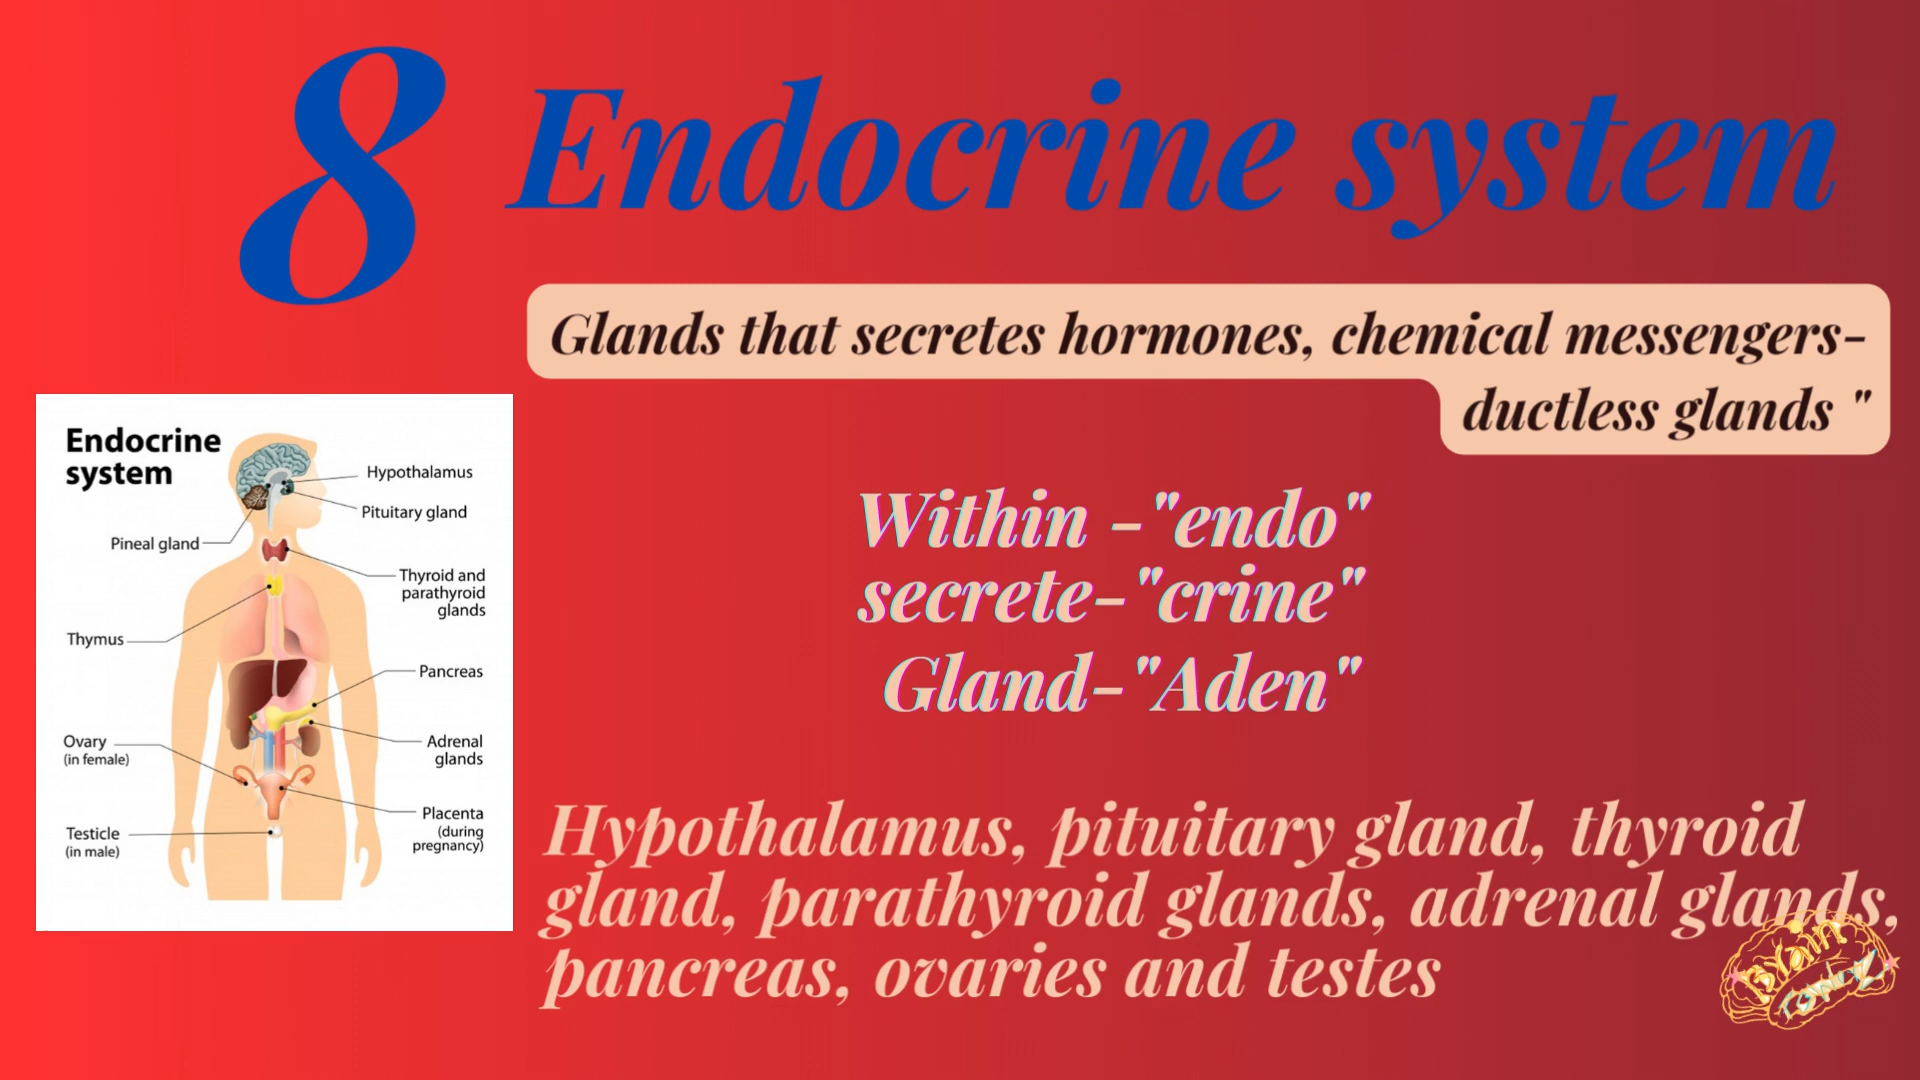 8 Endocrine system
Glands that secretes hormones, chemical messengers-
ductless glands "
Endocrine
system
Hypothalamus
Pituitary gland
Pineal gland
Thyroid and
parathyroid
glands
Thymus
Pancreas
Ovary
(in female)
Adrenal
glands
Placenta
(during
pregnancy)
Testicle
(in male)
Within -"endo"
secrete-"crine"
Gland-"Aden"
Hypothalamus, pituitary gland, thyroid
gland, parathyroid glands, adrenal glands,
pancreas, ovaries and testes